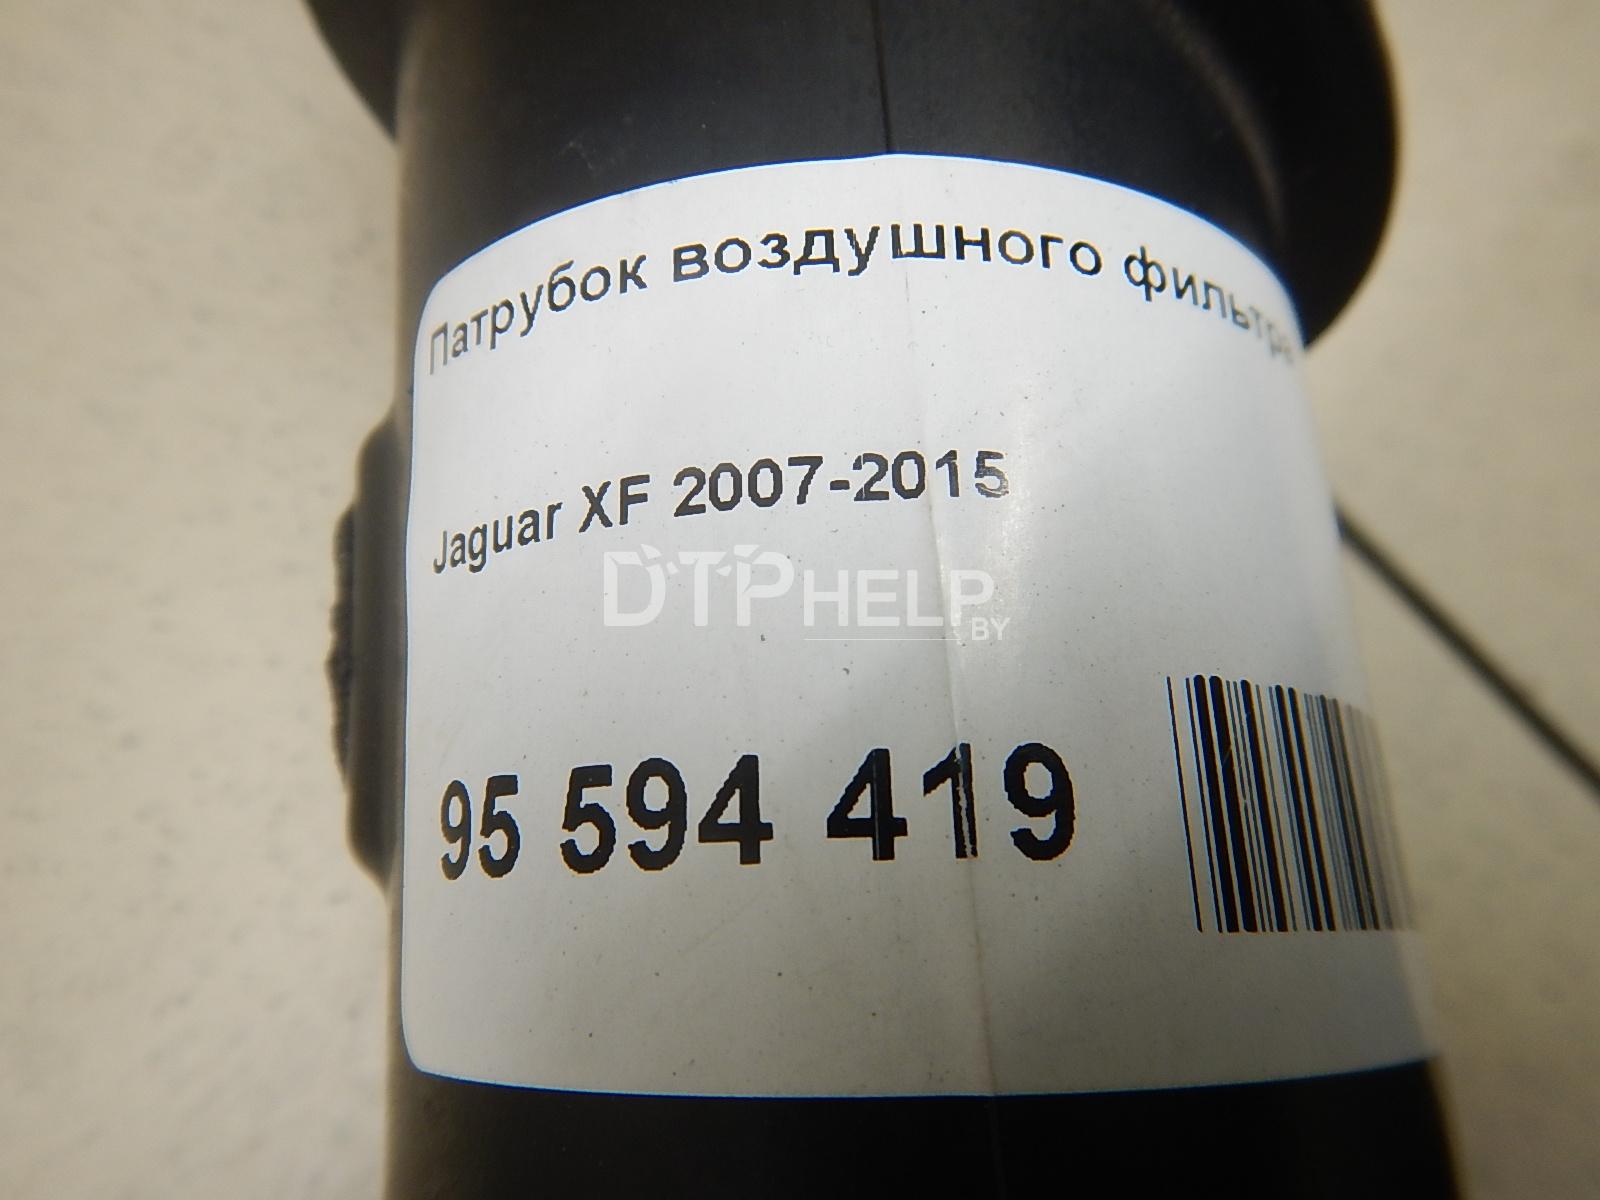 Патрубок воздушного фильтра
Jaguar XF 2007-2015
DTPHELP
.BY
95 594 419